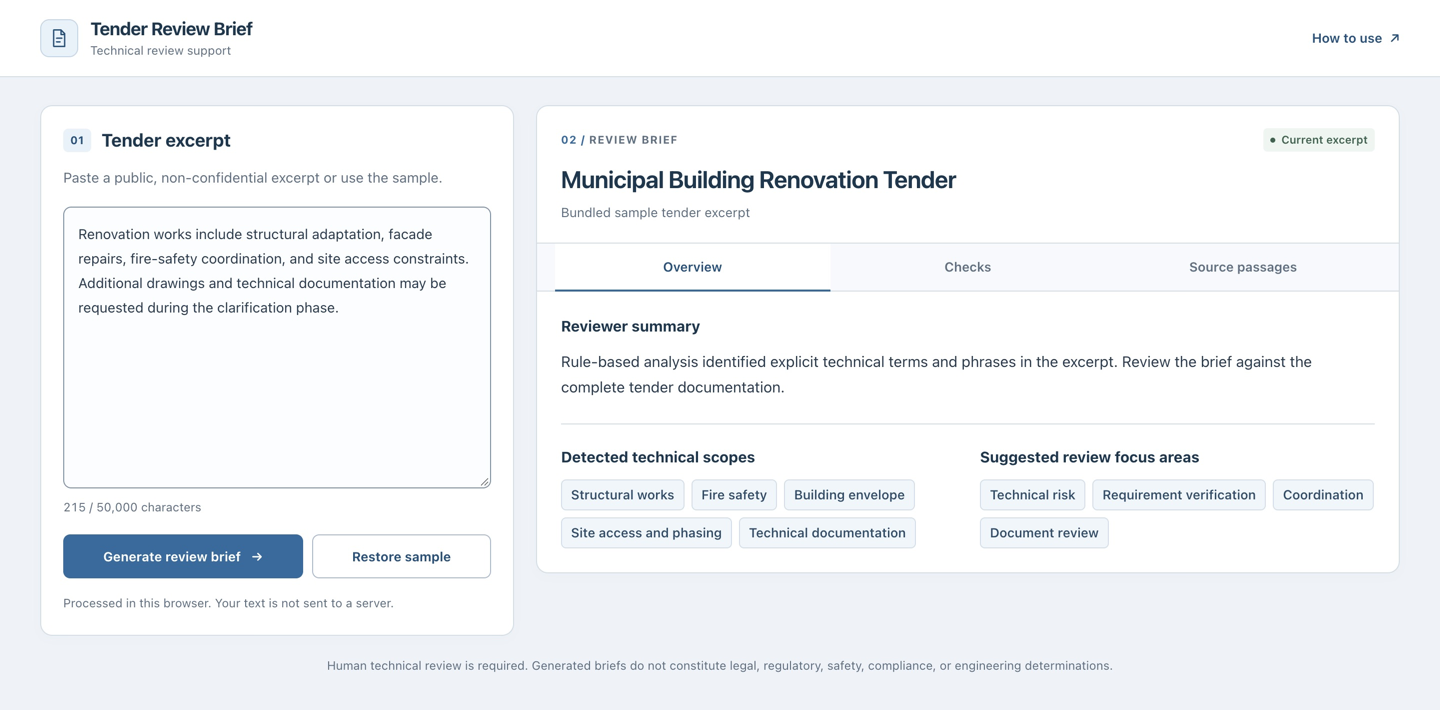 Tender Review Brief
Technical review support
How to use ↗
01 Tender excerpt
Paste a public, non-confidential excerpt or use the sample.
Renovation works include structural adaptation, facade
repairs, fire-safety coordination, and site access constraints.
Additional drawings and technical documentation may be
requested during the clarification phase.
215 / 50,000 characters
Generate review brief →
Restore sample
Processed in this browser. Your text is not sent to a server.
02 / REVIEW BRIEF
• Current excerpt
Municipal Building Renovation Tender
Bundled sample tender excerpt
Overview
Checks
Source passages
Reviewer summary
Rule-based analysis identified explicit technical terms and phrases in the excerpt. Review the brief against the
complete tender documentation.
Detected technical scopes
Structural works
Fire safety
Building envelope
Site access and phasing
Technical documentation
Suggested review focus areas
Technical risk
Requirement verification
Coordination
Document review
Human technical review is required. Generated briefs do not constitute legal, regulatory, safety, compliance, or engineering determinations.